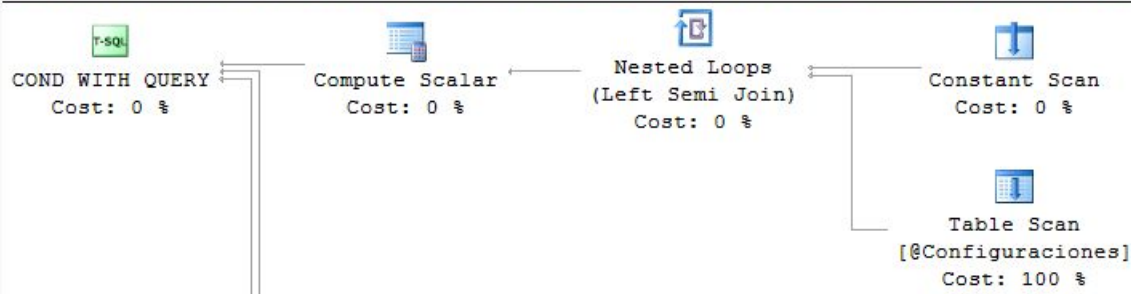 T-SQL
COND WITH QUERY
Cost: 0 %
Compute Scalar
Cost: 0 %
Nested Loops
(Left Semi Join)
Cost: 0 %
Constant Scan
Cost: 0 %
Table Scan
[@Configuraciones]
Cost: 100 %